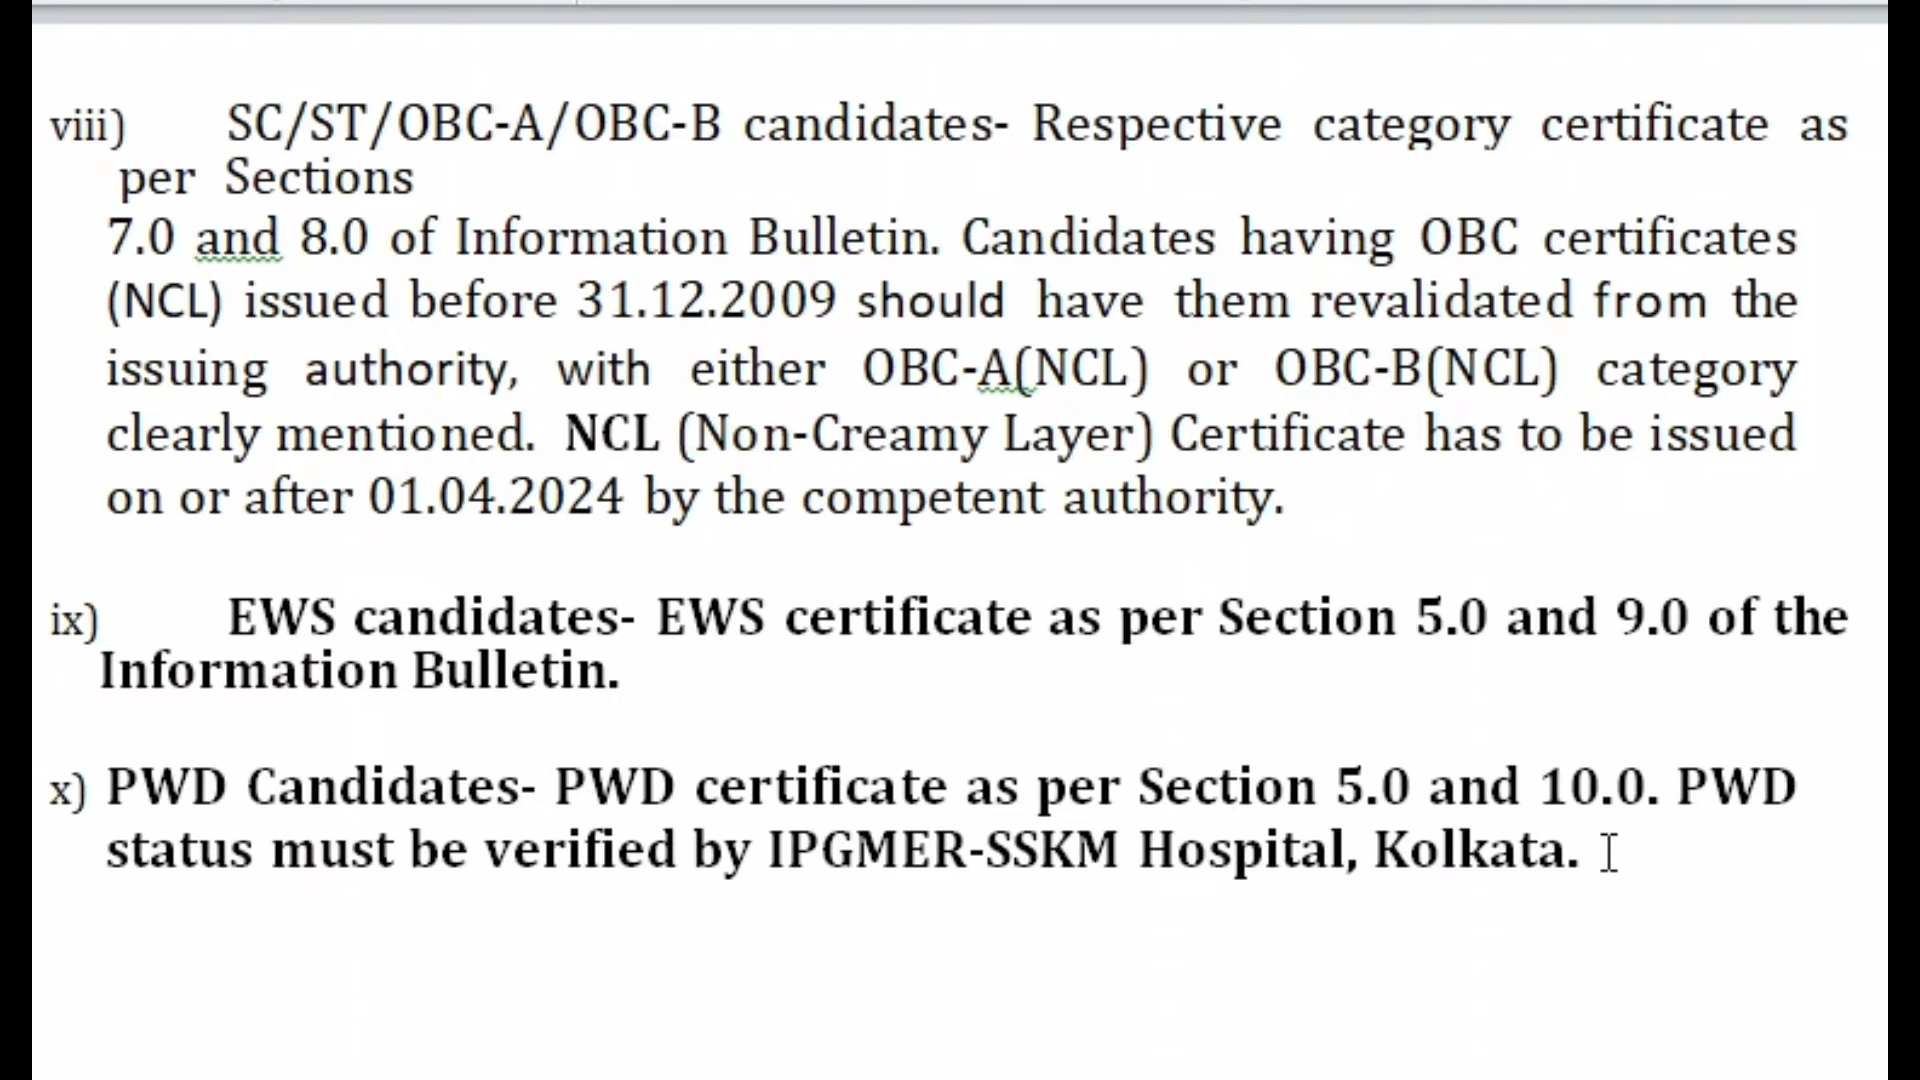 viii) SC/ST/OBC-A/OBC-B candidates- Respective category certificate as
per Sections
7.0 and 8.0 of Information Bulletin. Candidates having OBC certificates
(NCL) issued before 31.12.2009 should have them revalidated from the
issuing authority, with either OBC-A(NCL) or OBC-B(NCL) category
clearly mentioned. NCL (Non-Creamy Layer) Certificate has to be issued
on or after 01.04.2024 by the competent authority.
ix) EWS candidates- EWS certificate as per Section 5.0 and 9.0 of the
Information Bulletin.
x) PWD Candidates- PWD certificate as per Section 5.0 and 10.0. PWD
status must be verified by IPGMER-SSKM Hospital, Kolkata.